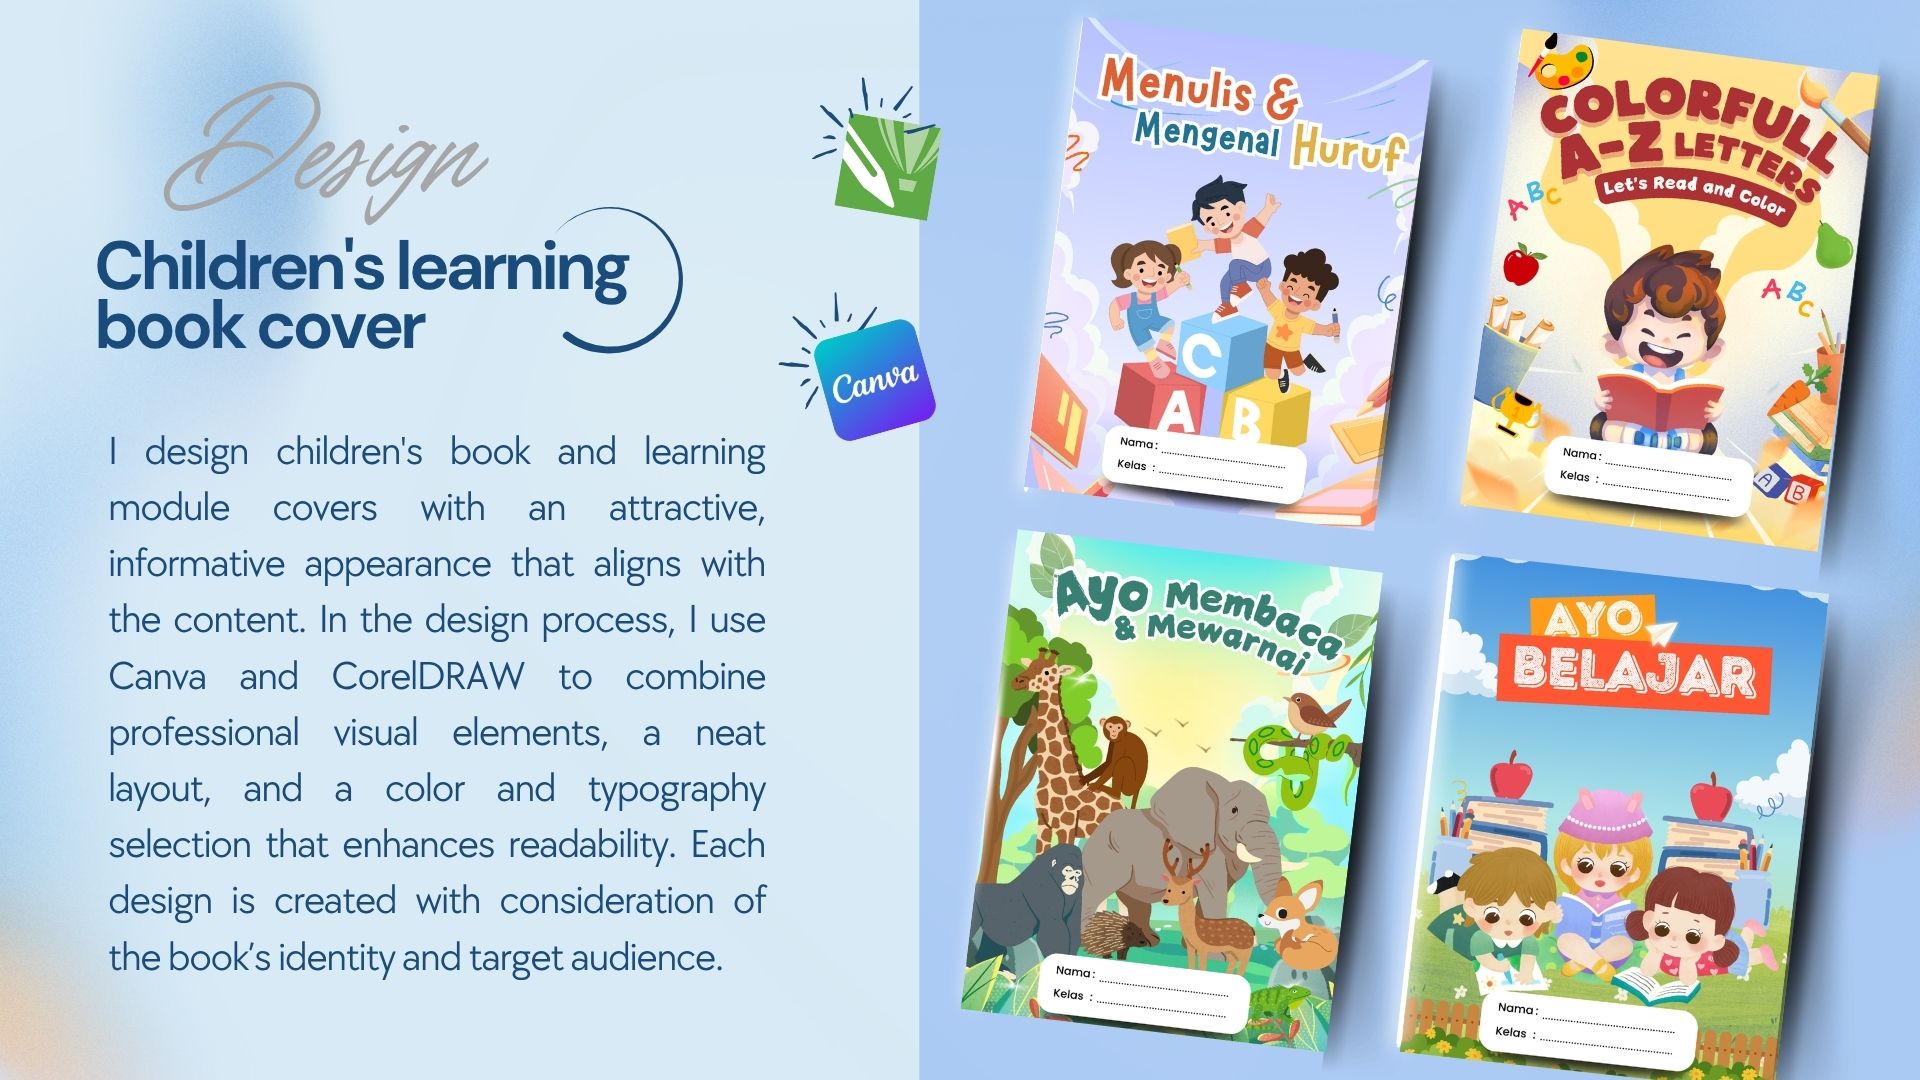 Design
Children's learning
book cover
I design children's book and learning
module covers with an attractive,
informative appearance that aligns with
the content. In the design process, I use
Canva and CorelDRAW to combine
professional visual elements, a neat
layout, and a color and typography
selection that enhances readability. Each
design is created with consideration of
the book’s identity and target audience.
Canva
Menulis &
Mengenal Huruf
C
A B
Nama:
Kelas :
COLORFULL
A-Z LETTERS
Let's Read and Color
A B C
A B C
1
A B
Nama:
Kelas :
Ayo Membaca
& Mewarnai
Nama:
Kelas :
AYO
BELAJAR
Nama:
Kelas :